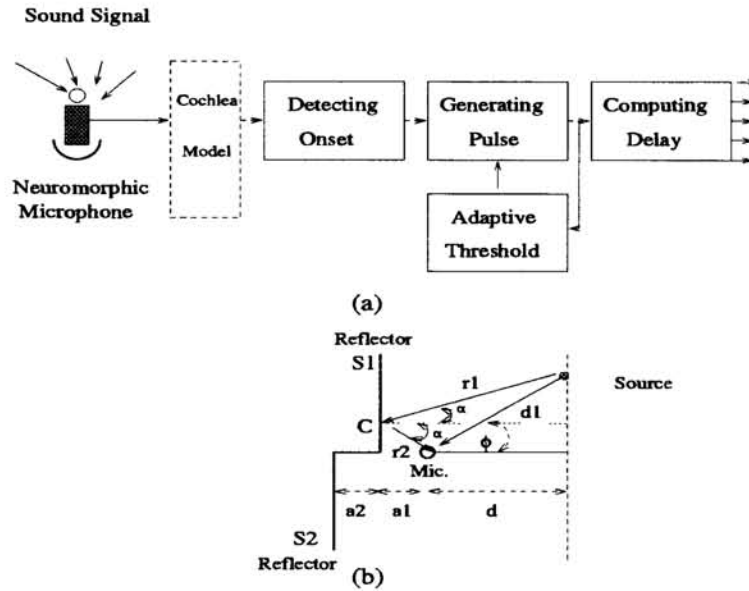 Sound Signal
Cochlea
Model
Detecting
Onset
Generating
Pulse
Computing
Delay
Neuromorphic
Microphone
Adaptive
Threshold
(a)
Reflector
S1
r1
Source
α
d1
C
α
r2
ϕ
Mic.
a2
a1
d
S2
Reflector
(b)